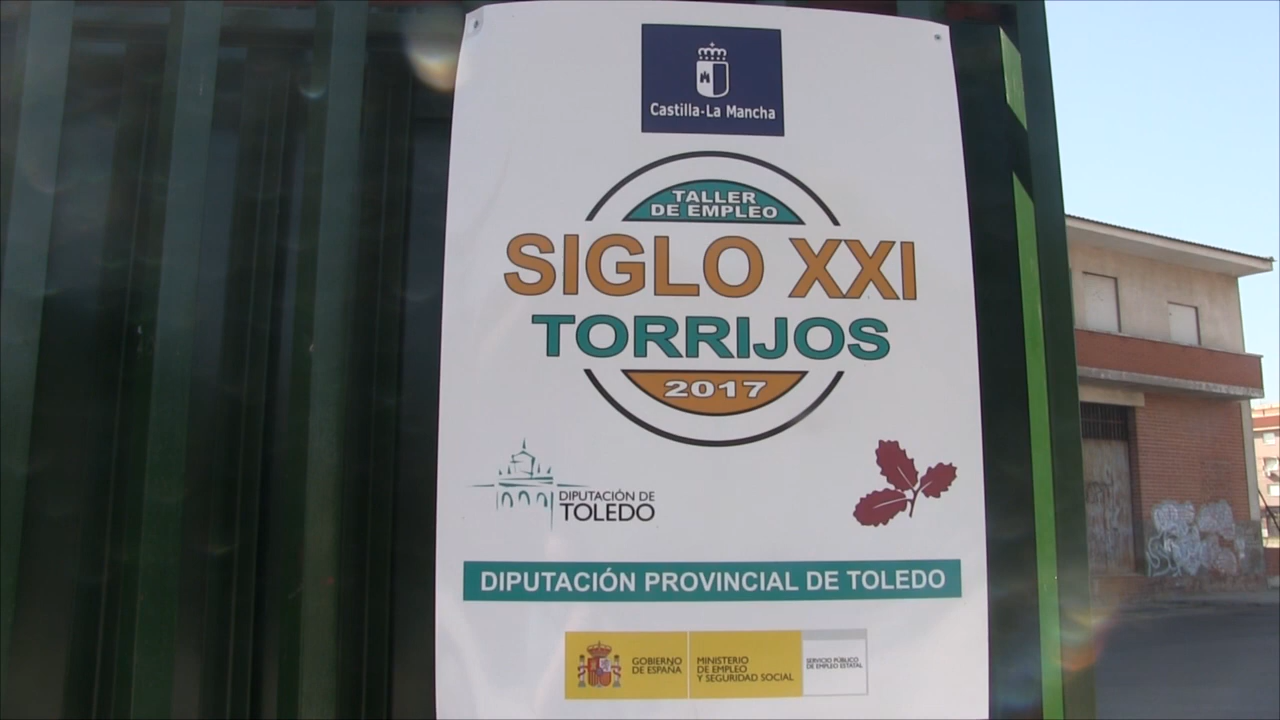 Castilla-La Mancha
TALLER
DE EMPLEO
SIGLO XXI
TORRIJOS
2017
DIPUTACIÓN DE
TOLEDO
DIPUTACIÓN PROVINCIAL DE TOLEDO
GOBIERNO
DE ESPAÑA
MINISTERIO
DE EMPLEO
Y SEGURIDAD SOCIAL
SERVICIO PÚBLICO
DE EMPLEO ESTATAL